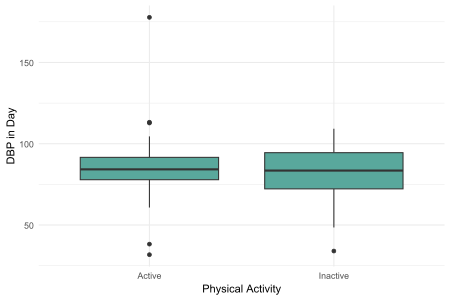 150
100
50
DBP in Day
Active
Inactive
Physical Activity